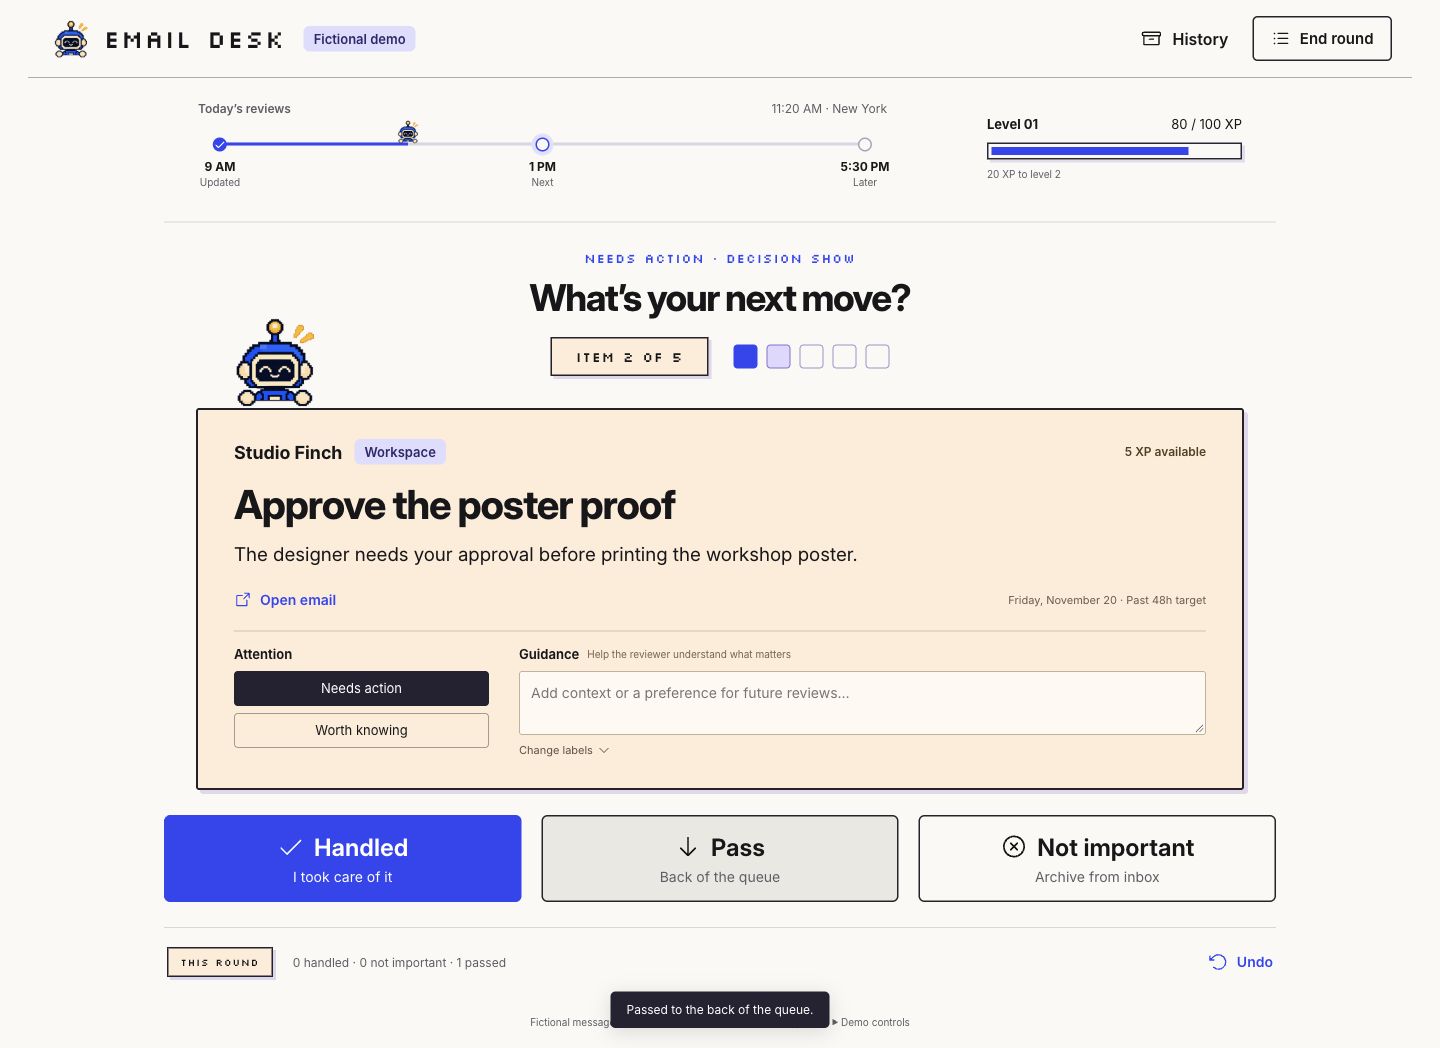 EMAIL DESK Fictional demo History End round
Today's reviews 11:20 AM · New York
Level 01 80 / 100 XP
9 AM 1 PM 5:30 PM
Updated Next Later
20 XP to level 2
NEEDS ACTION · DECISION SHOW
What's your next move?
ITEM 2 OF 5
Studio Finch Workspace 5 XP available
Approve the poster proof
The designer needs your approval before printing the workshop poster.
Open email Friday, November 20 · Past 48h target
Attention Guidance Help the reviewer understand what matters
Needs action Add context or a preference for future reviews...
Worth knowing
Change labels
Handled Pass Not important
I took care of it Back of the queue Archive from inbox
THIS ROUND 0 handled · 0 not important · 1 passed Undo
Passed to the back of the queue.
Fictional Demo controls